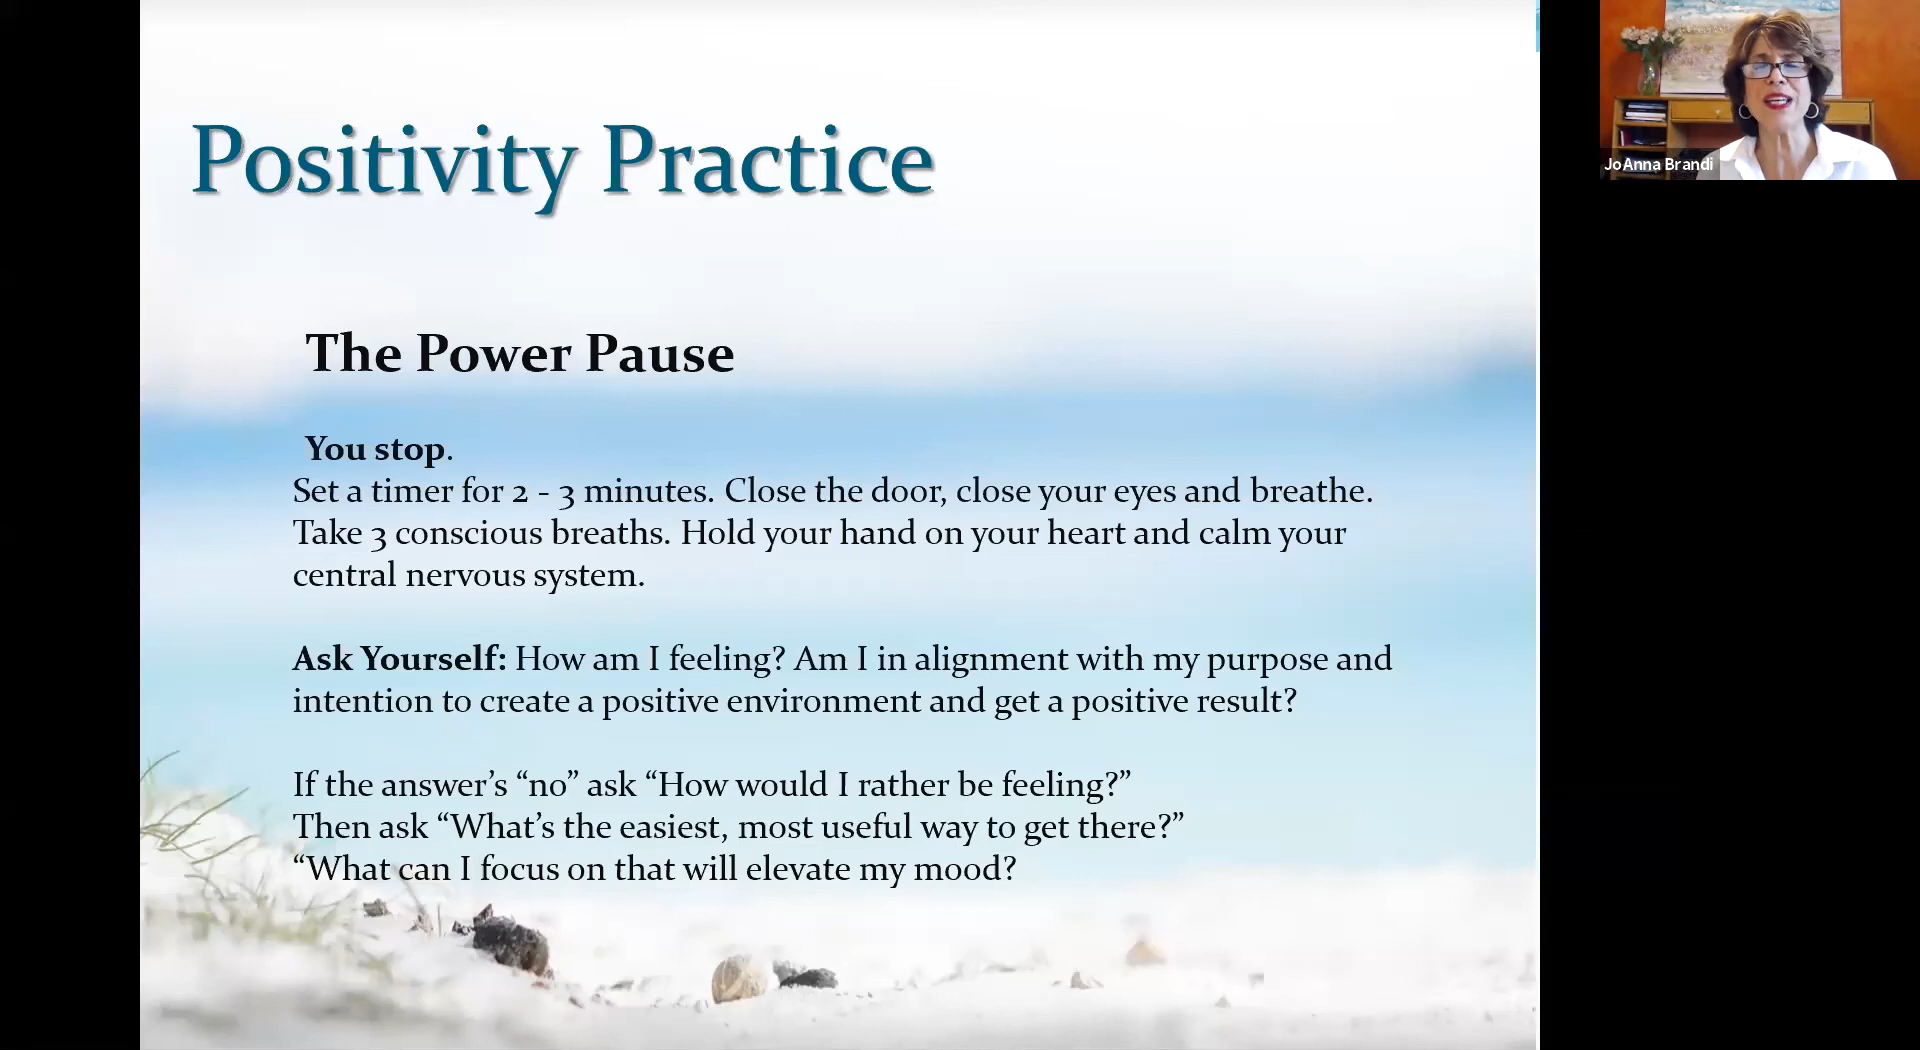 Positivity Practice
The Power Pause
You stop.
Set a timer for 2 - 3 minutes. Close the door, close your eyes and breathe.
Take 3 conscious breaths. Hold your hand on your heart and calm your
central nervous system.
Ask Yourself: How am I feeling? Am I in alignment with my purpose and
intention to create a positive environment and get a positive result?
If the answer’s “no” ask “How would I rather be feeling?”
Then ask “What’s the easiest, most useful way to get there?”
“What can I focus on that will elevate my mood?
JoAnna Brandi